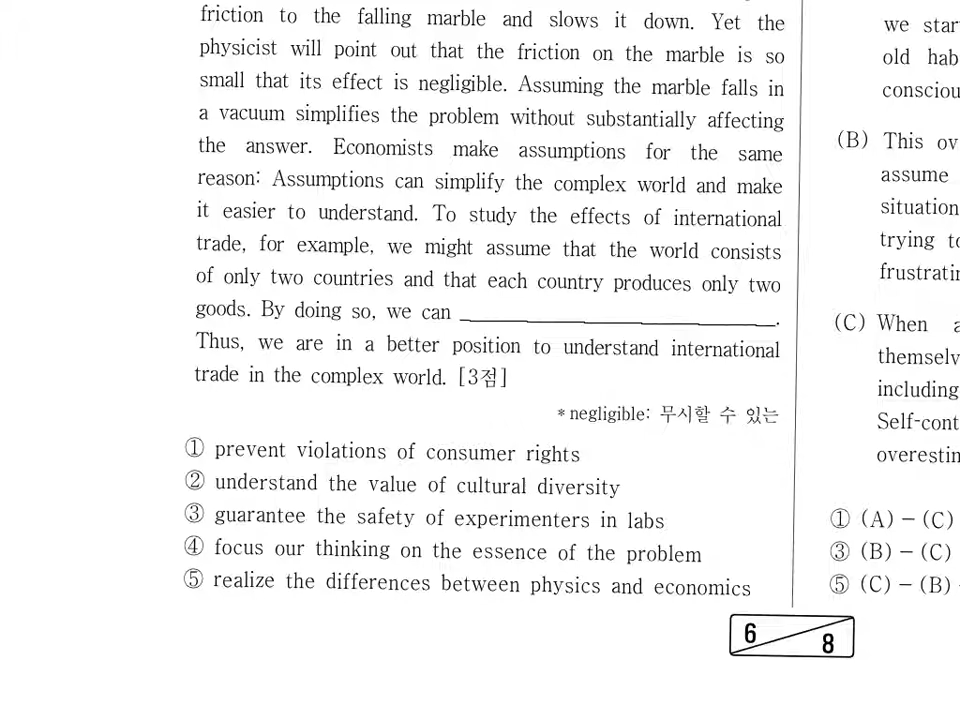 friction to the falling marble and slows it down. Yet the
physicist will point out that the friction on the marble is so
small that its effect is negligible. Assuming the marble falls in
a vacuum simplifies the problem without substantially affecting
the answer. Economists make assumptions for the same
reason: Assumptions can simplify the complex world and make
it easier to understand. To study the effects of international
trade, for example, we might assume that the world consists
of only two countries and that each country produces only two
goods. By doing so, we can ____________________.
Thus, we are in a better position to understand international
trade in the complex world. [3점]
* negligible: 무시할 수 있는
① prevent violations of consumer rights
② understand the value of cultural diversity
③ guarantee the safety of experimenters in labs
④ focus our thinking on the essence of the problem
⑤ realize the differences between physics and economics
we star
old hab
consciou
(B) This ov
assume
situation
trying to
frustratin
(C) When a
themselv
including
Self-cont
overestin
① (A) - (C)
③ (B) - (C)
⑤ (C) - (B) -
6 8